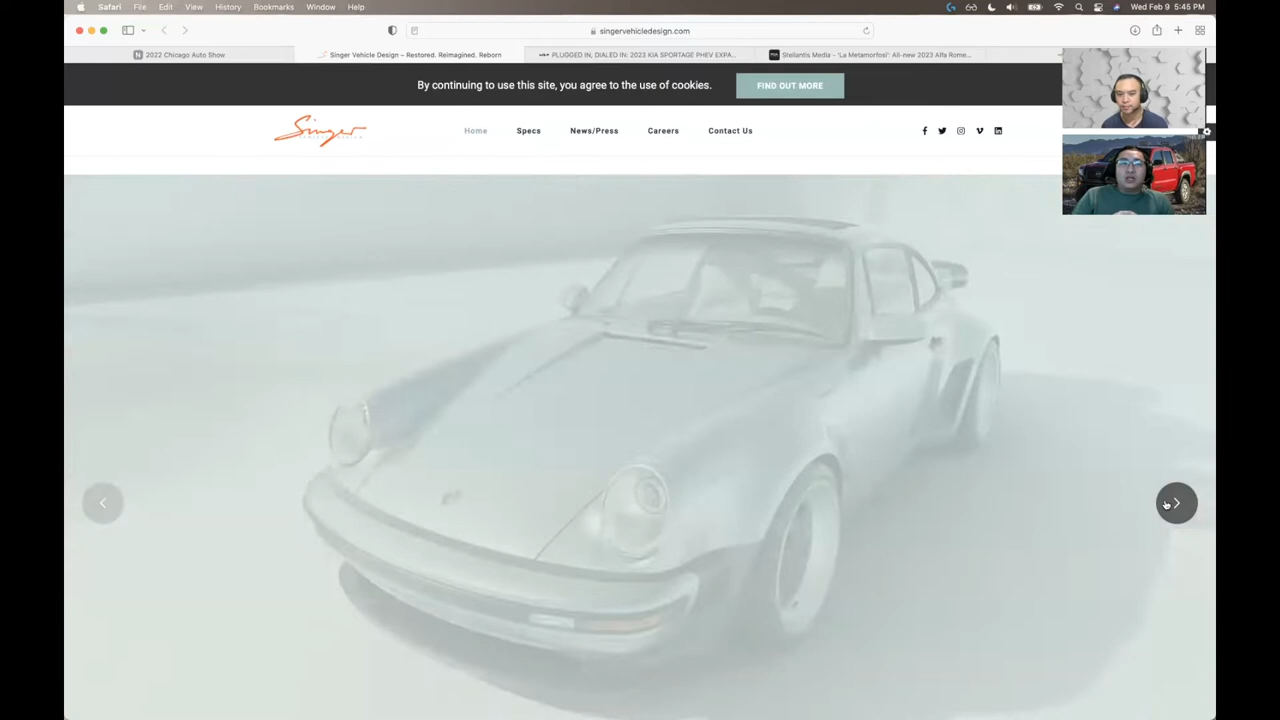 Safari File Edit View History Bookmarks Window Help Wed Feb 9 5:45 PM
singervehicledesign.com
2022 Chicago Auto Show Singer Vehicle Design – Restored. Reimagined. Reborn PLUGGED IN, DIALED IN: 2023 KIA SPORTAGE PHEV EXPA... Stellantis Media - 'La Metamorfosi': All-new 2023 Alfa Rome...
By continuing to use this site, you agree to the use of cookies. FIND OUT MORE
Singer Home Specs News/Press Careers Contact Us